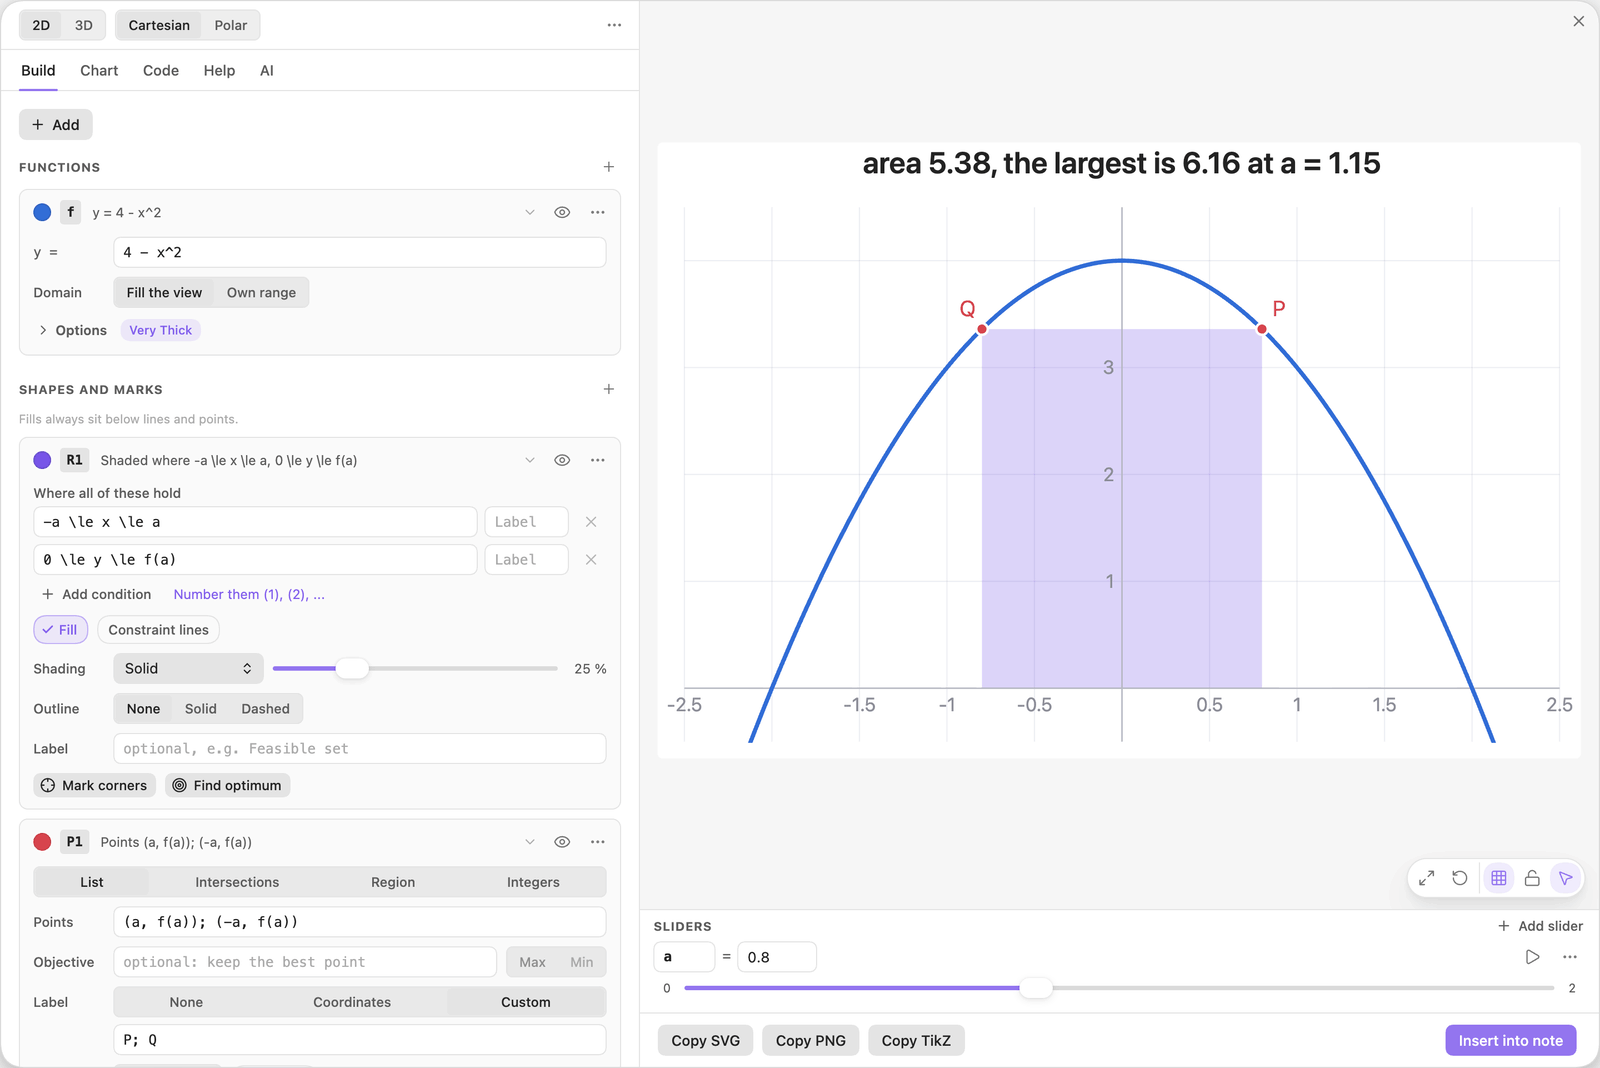 2D 3D Cartesian Polar
Build Chart Code Help AI
+ Add
FUNCTIONS
f y = 4 - x^2
y = 4 - x^2
Domain Fill the view Own range
Options Very Thick
SHAPES AND MARKS
Fills always sit below lines and points.
R1 Shaded where -a \le x \le a, 0 \le y \le f(a)
Where all of these hold
-a \le x \le a Label
0 \le y \le f(a) Label
+ Add condition Number them (1), (2), ...
Fill Constraint lines
Shading Solid 25 %
Outline None Solid Dashed
Label optional, e.g. Feasible set
Mark corners Find optimum
P1 Points (a, f(a)); (-a, f(a))
List Intersections Region Integers
Points (a, f(a)); (-a, f(a))
Objective optional: keep the best point Max Min
Label None Coordinates Custom
P; Q
area 5.38, the largest is 6.16 at a = 1.15
Q P
3
2
1
-2.5 -1.5 -1 -0.5 0.5 1 1.5 2.5
SLIDERS + Add slider
a = 0.8
0 2
Copy SVG Copy PNG Copy TikZ Insert into note